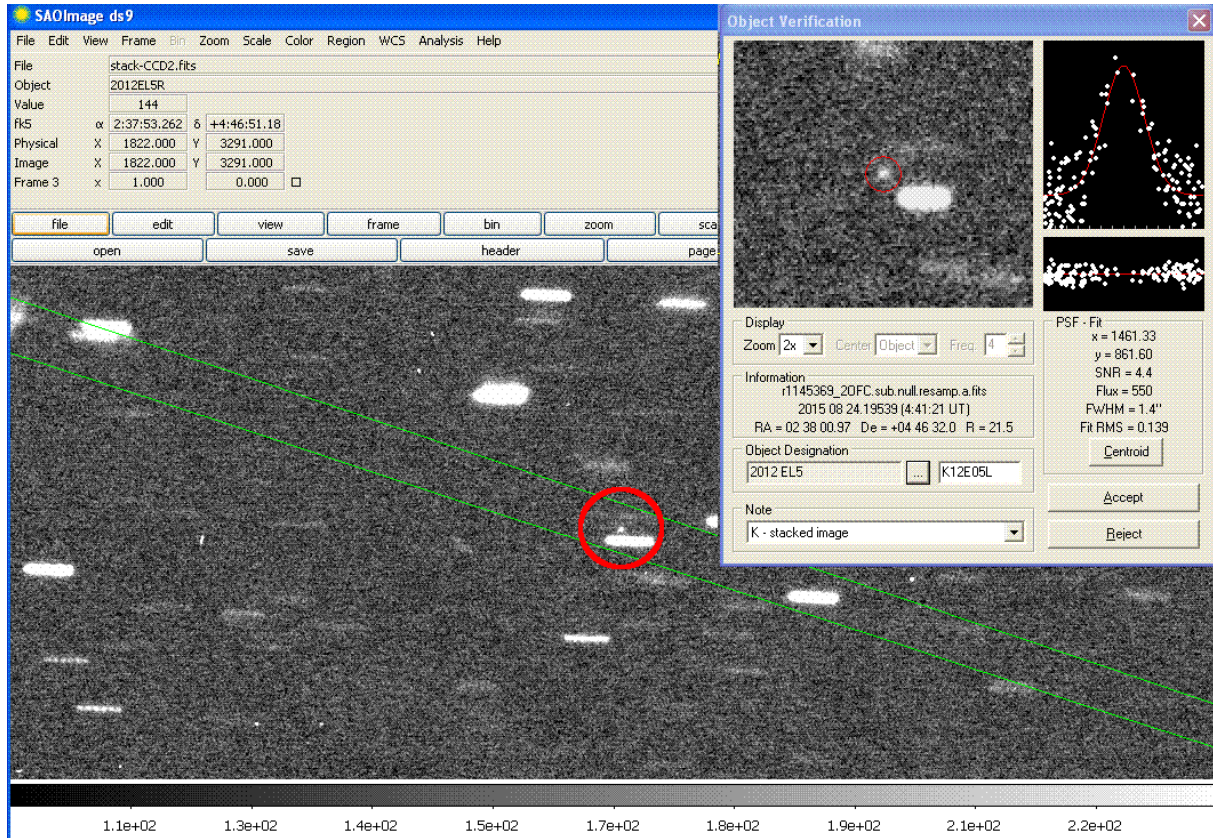 SAOImage ds9
File Edit View Frame Bin Zoom Scale Color Region WCS Analysis Help
File stack-CCD2.fits
Object 2012EL5R
Value 144
fk5 α 2:37:53.262 δ +4:46:51.18
Physical X 1822.000 Y 3291.000
Image X 1822.000 Y 3291.000
Frame 3 x 1.000 0.000
file edit view frame bin zoom sca
open save header page
1.1e+02 1.3e+02 1.4e+02 1.5e+02 1.7e+02 1.8e+02 1.9e+02 2.1e+02 2.2e+02
Object Verification
Display
Zoom 2x Center Object Freq. 4
Information
r1145369_2OFC.sub.null.resamp.a.fits
2015 08 24.19539 (4:41:21 UT)
RA = 02 38 00.97 De = +04 46 32.0 R = 21.5
Object Designation
2012 EL5 ... K12E05L
Note
K - stacked image
PSF - Fit
x = 1461.33
y = 861.60
SNR = 4.4
Flux = 550
FWHM = 1.4"
Fit RMS = 0.139
Centroid
Accept
Reject